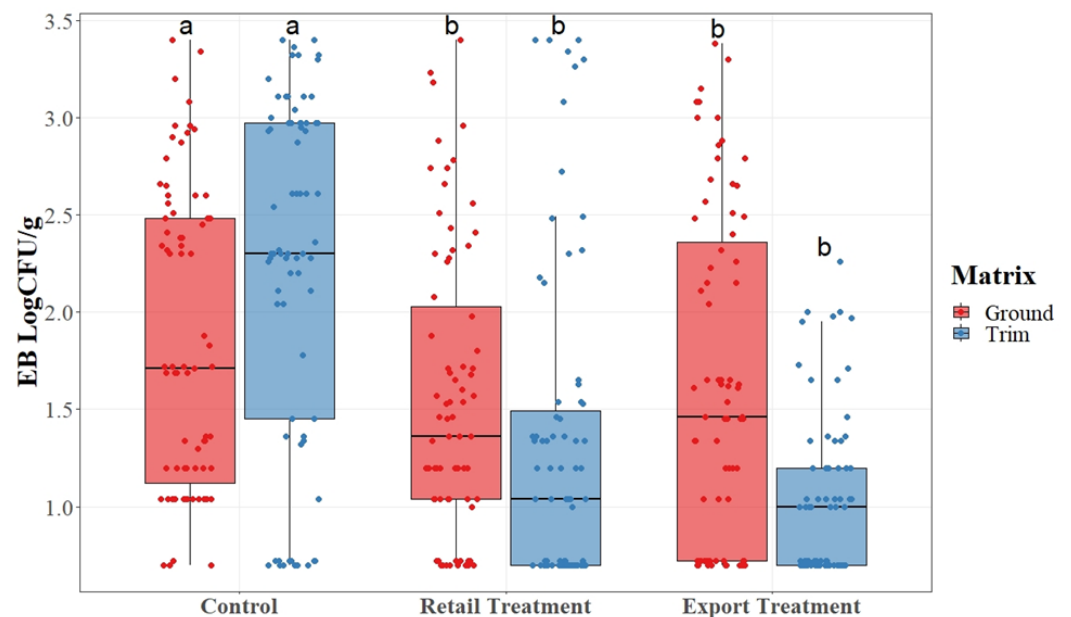 EB LogCFU/g
3.5
3.0
2.5
2.0
1.5
1.0
a
a
b
b
b
b
Control
Retail Treatment
Export Treatment
Matrix
Ground
Trim